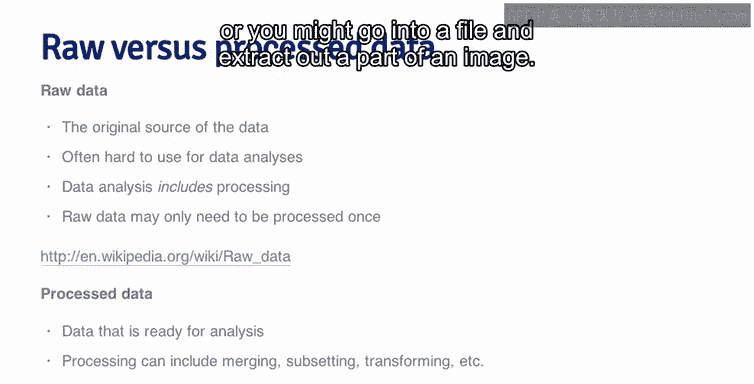 or you might go into a file and
Raw versus processed data
extract out a part of an image.
Raw data
· The original source of the data
· Often hard to use for data analyses
· Data analysis includes processing
· Raw data may only need to be processed once
http://en.wikipedia.org/wiki/Raw_data
Processed data
· Data that is ready for analysis
· Processing can include merging, subsetting, transforming, etc.